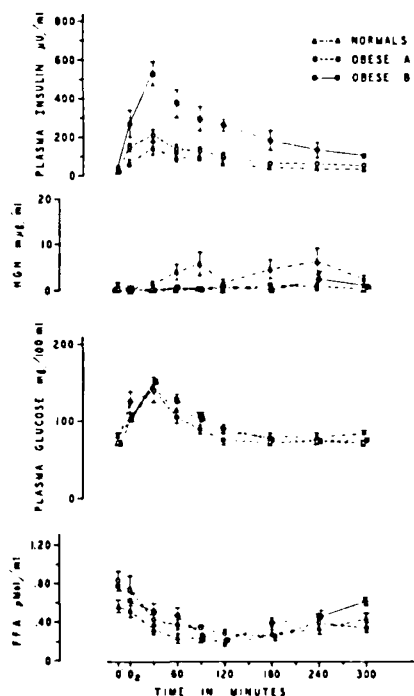 PLASMA INSULIN µU/ml
600
400
200
0
NORMALS
OBESE A
OBESE B
HGH mµg/ml
20
10
0
PLASMA GLUCOSE mg/100 ml
200
100
0
FFA µMol/ml
1.20
.80
.40
0
0 0₂ 60 120 180 240 300
TIME IN MINUTES